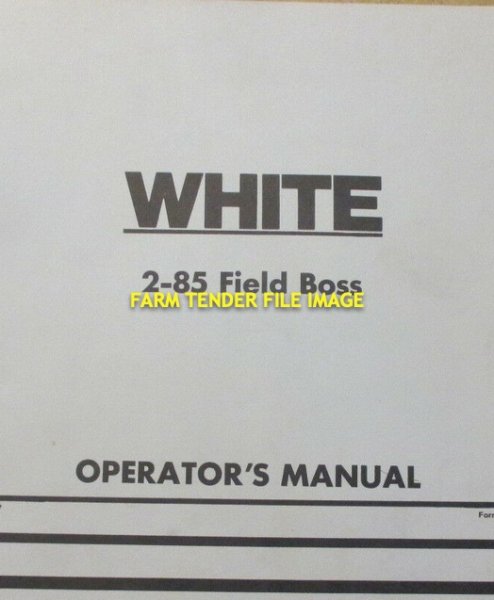 WHITE
2-85 Field Boss
FARM TENDER FILE IMAGE
OPERATOR'S MANUAL